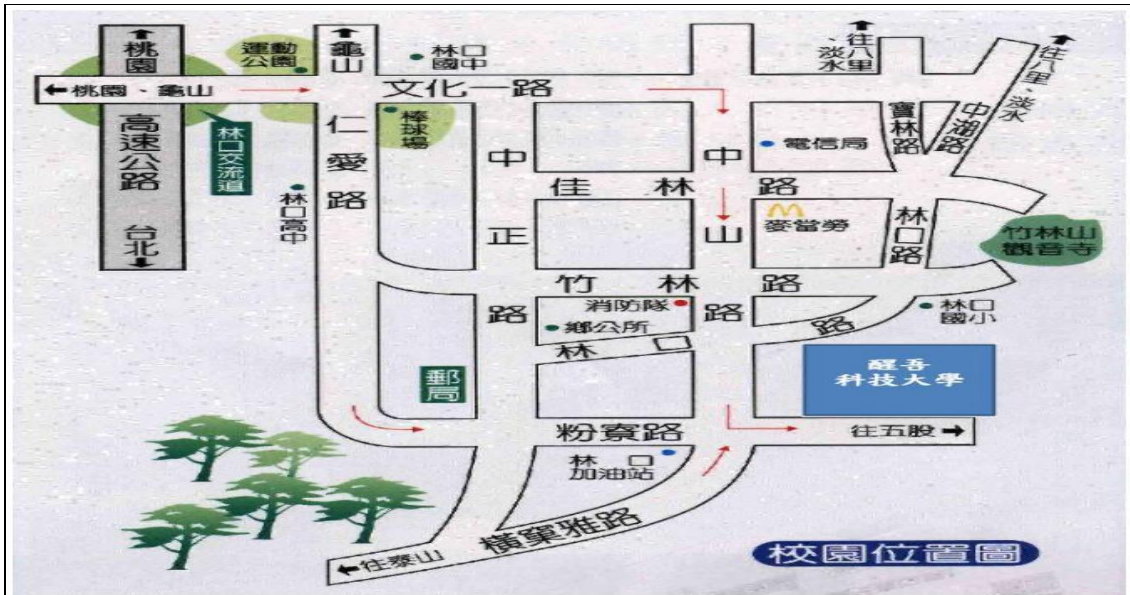 桃園
運動
公園
龜山
林口
國中
往八里
、淡水
往八里、淡水
←桃園、龜山
文化一路
高速公路
林口交流道
仁愛路
棒球場
中正路
中山路
電信局
寶林路
中湖路
林口高中
佳林路
麥當勞
林口路
竹林山
觀音寺
台北
竹林路
消防隊
鄉公所
林口路
林口
國小
醒吾
科技大學
郵局
粉寮路
往五股→
林口
加油站
橫窠雅路
←往泰山
校園位置圖